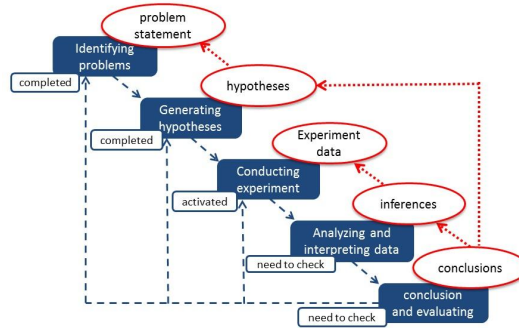 problem
statement
Identifying
problems
completed
hypotheses
Generating
hypotheses
completed
Experiment
data
Conducting
experiment
activated
inferences
Analyzing and
interpreting data
need to check
conclusions
conclusion
and evaluating
need to check